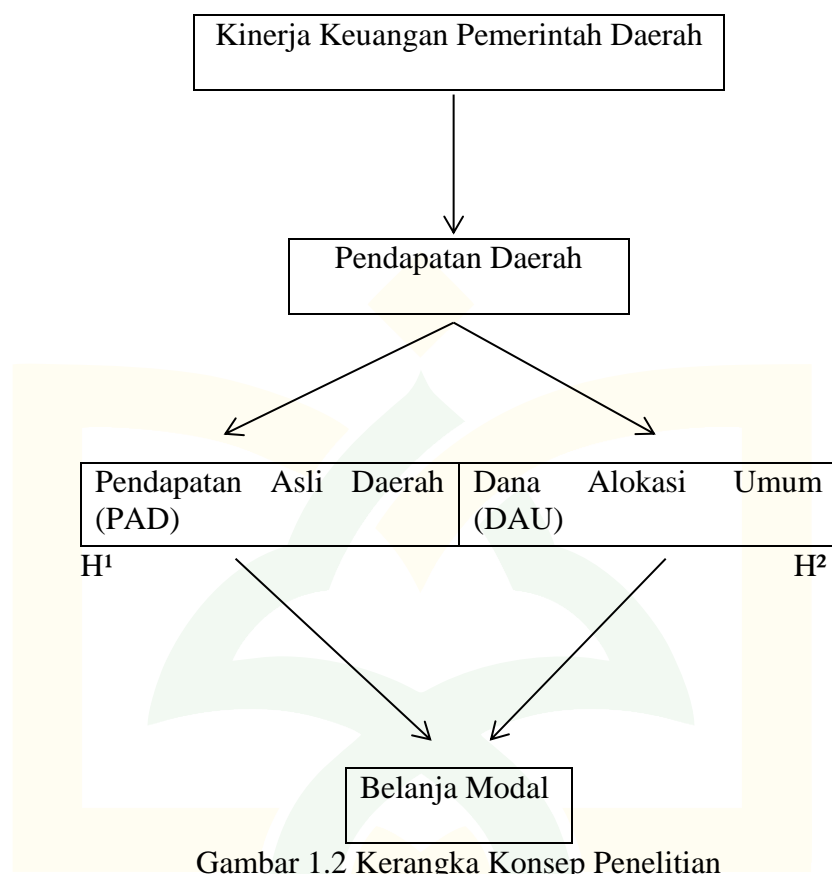 Kinerja Keuangan Pemerintah Daerah
Pendapatan Daerah
Pendapatan Asli Daerah
(PAD)
Dana Alokasi Umum
(DAU)
H¹
H²
Belanja Modal
Gambar 1.2 Kerangka Konsep Penelitian